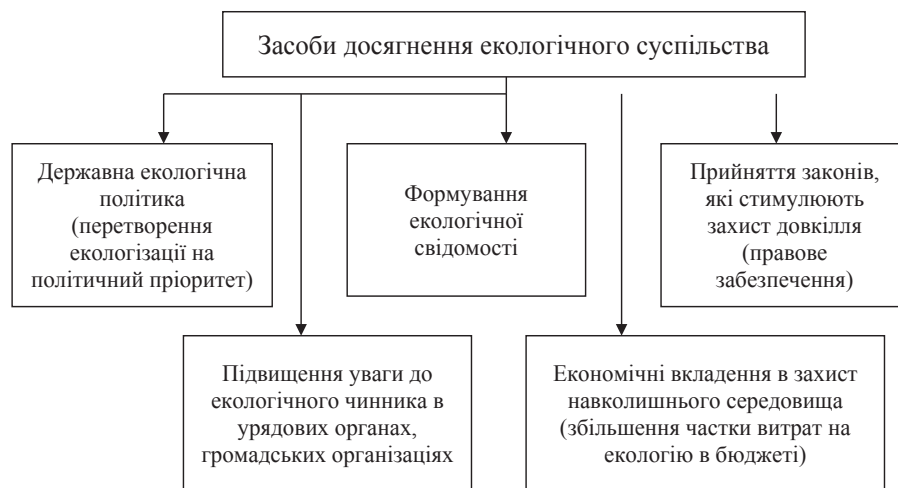 Засоби досягнення екологічного суспільства
Державна екологічна
політика
(перетворення
екологізації на
політичний пріоритет)
Формування
екологічної
свідомості
Прийняття законів,
які стимулюють
захист довкілля
(правове
забезпечення)
Підвищення уваги до
екологічного чинника в
урядових органах,
громадських організаціях
Економічні вкладення в захист
навколишнього середовища
(збільшення частки витрат на
екологію в бюджеті)